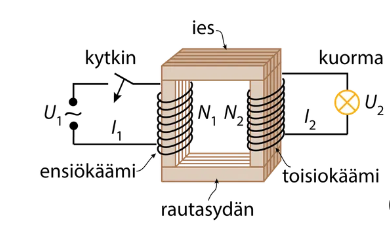 ies
kytkin
kuorma
U1 ~
N1 N2
U2
I1
I2
ensiökäämi
toisiokäämi
rautasydän